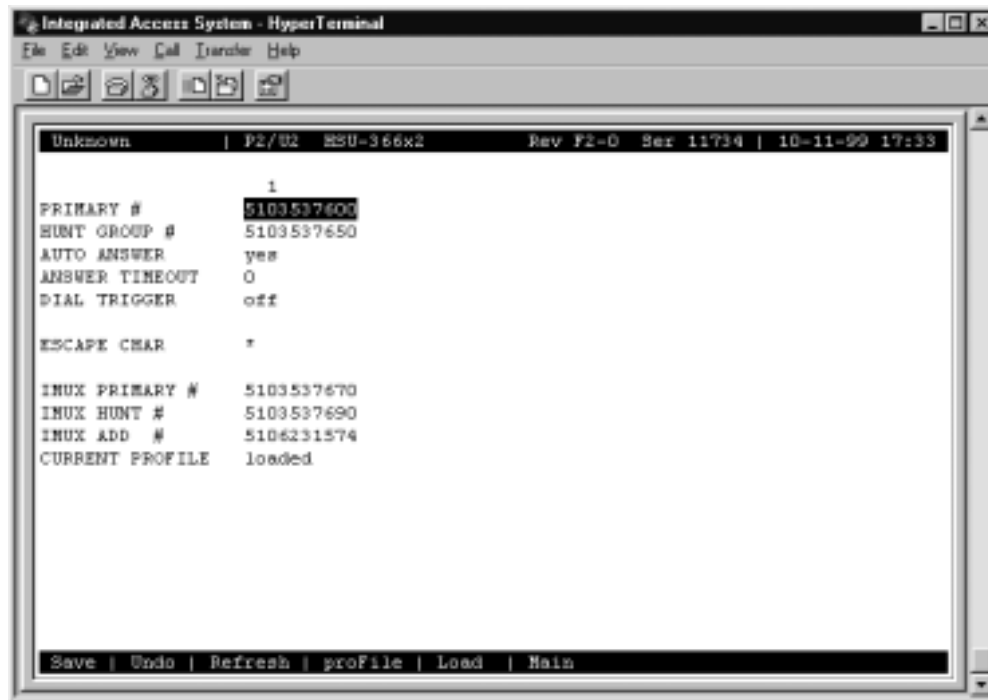 Integrated Access System - HyperTerminal
File Edit View Call Transfer Help
Unknown | P2/U2 HSU-366x2 Rev F2-0 Ser 11734 | 10-11-99 17:33
1
PRIMARY # 5103537600
HUNT GROUP # 5103537650
AUTO ANSWER yes
ANSWER TIMEOUT 0
DIAL TRIGGER off
ESCAPE CHAR *
IMUX PRIMARY # 5103537670
IMUX HUNT # 5103537690
IMUX ADD # 5106231574
CURRENT PROFILE loaded
Save | Undo | Refresh | proFile | Load | Main